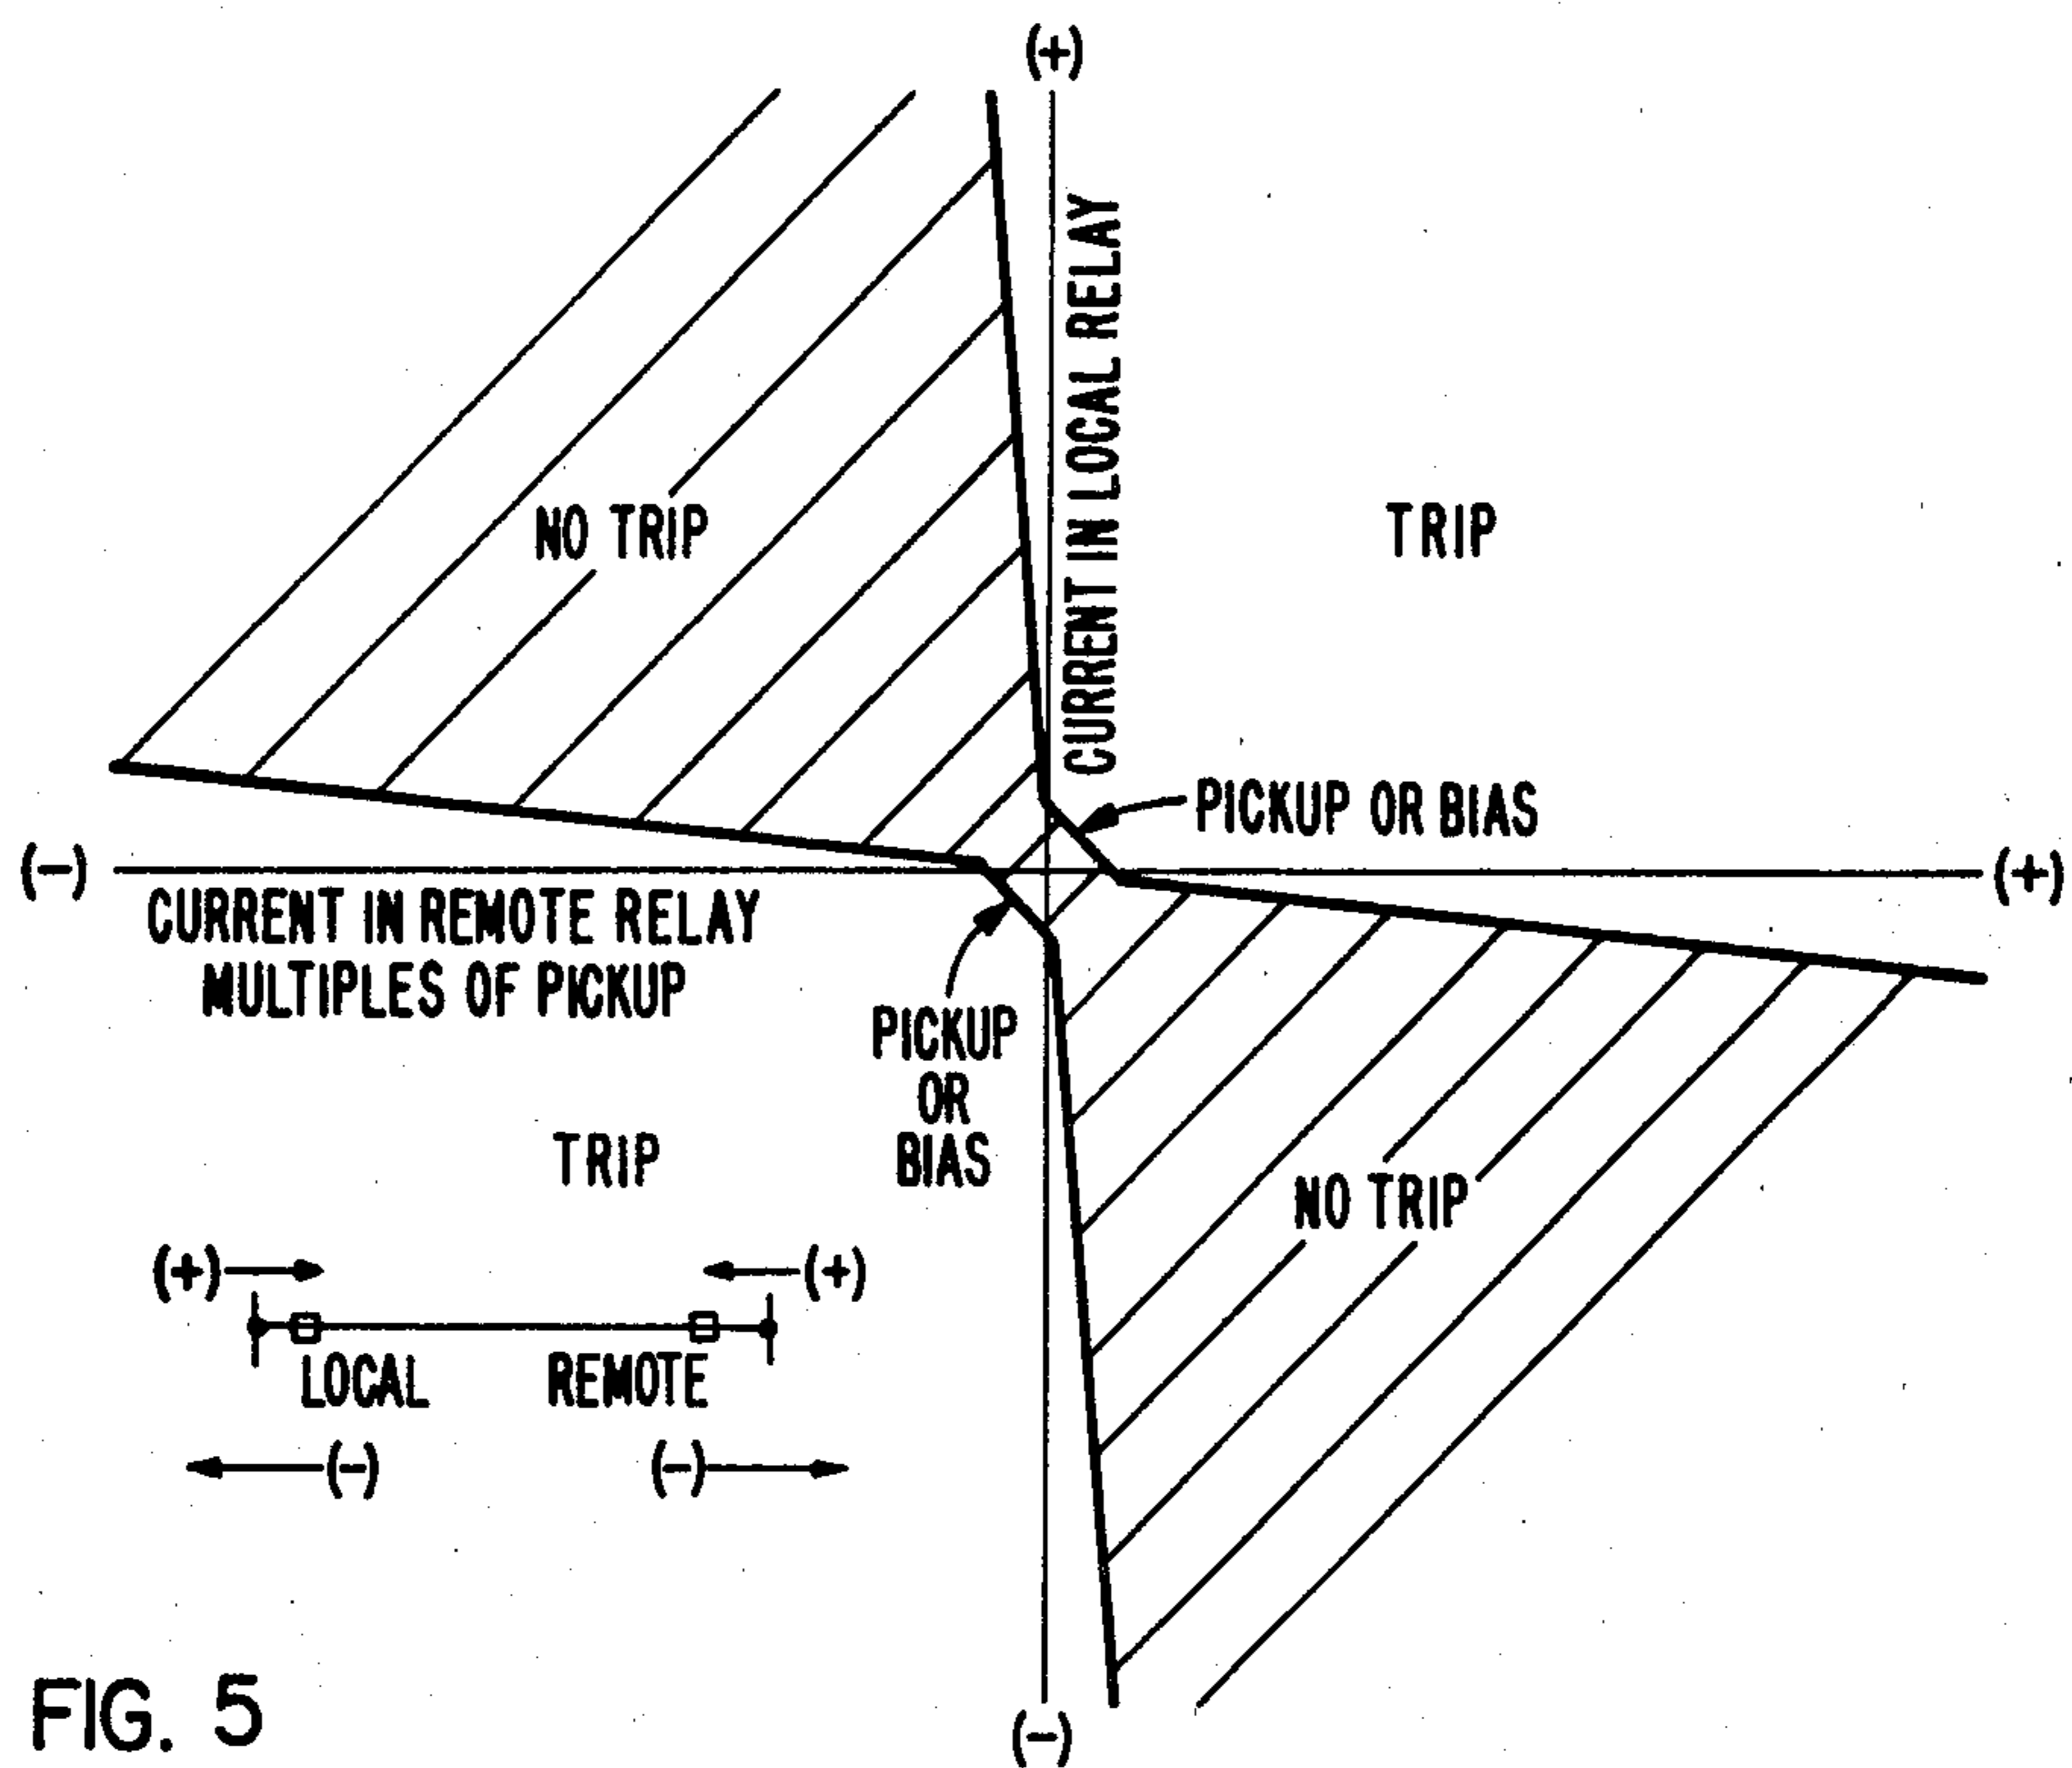 (+)
CURRENT IN LOCAL RELAY
NO TRIP
TRIP
PICKUP OR BIAS
(-)
(+)
CURRENT IN REMOTE RELAY
MULTIPLES OF PICKUP
PICKUP
OR
BIAS
TRIP
NO TRIP
(+)
(+)
LOCAL
REMOTE
(-)
(-)
FIG. 5
(-)